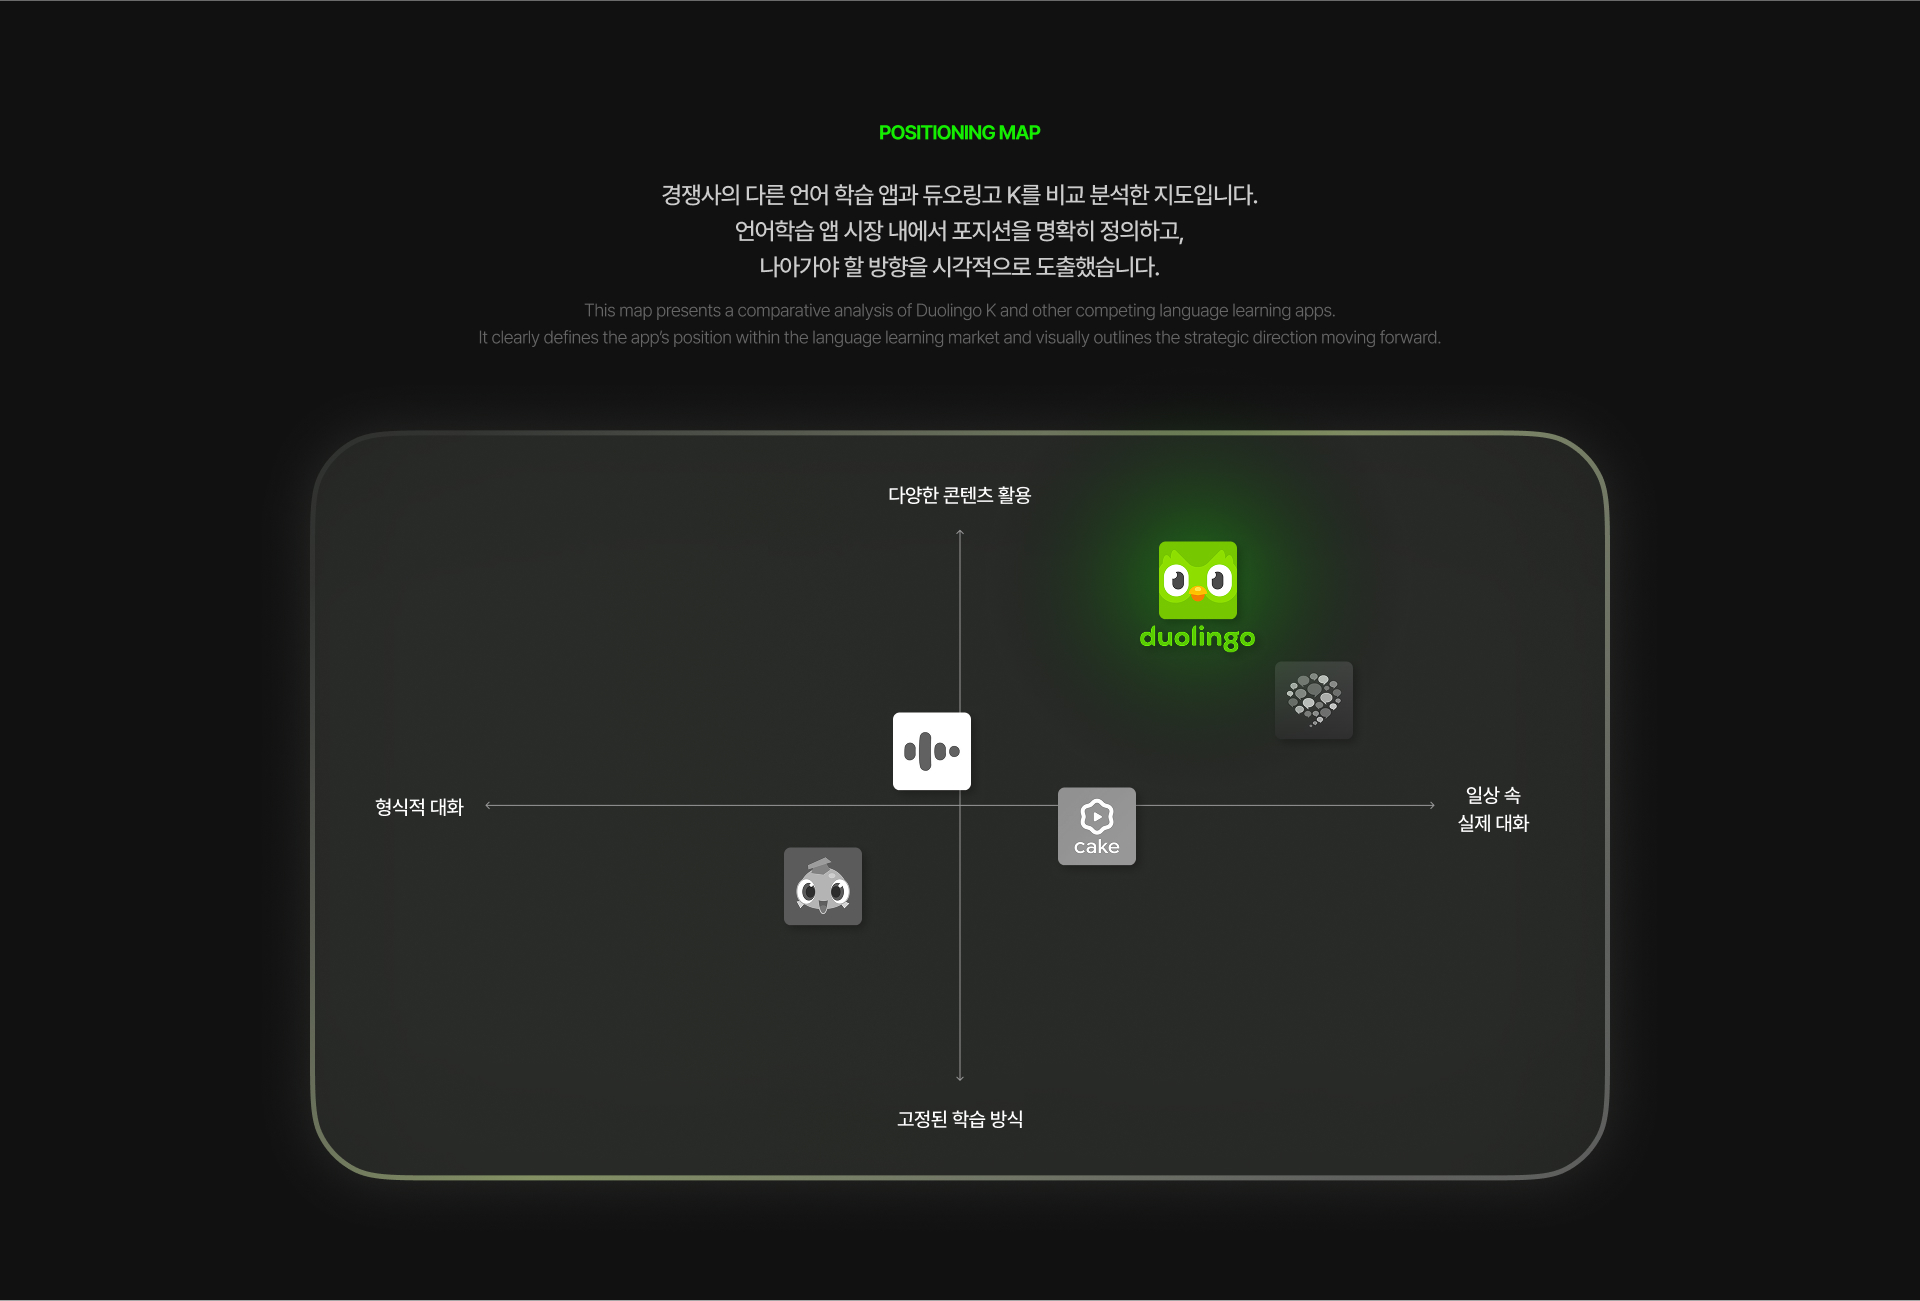 POSITIONING MAP
경쟁사의 다른 언어 학습 앱과 듀오링고 K를 비교 분석한 지도입니다.
언어학습 앱 시장 내에서 포지션을 명확히 정의하고,
나아가야 할 방향을 시각적으로 도출했습니다.
This map presents a comparative analysis of Duolingo K and other competing language learning apps.
It clearly defines the app's position within the language learning market and visually outlines the strategic direction moving forward.
다양한 콘텐츠 활용
duolingo
형식적 대화
일상 속
실제 대화
cake
고정된 학습 방식